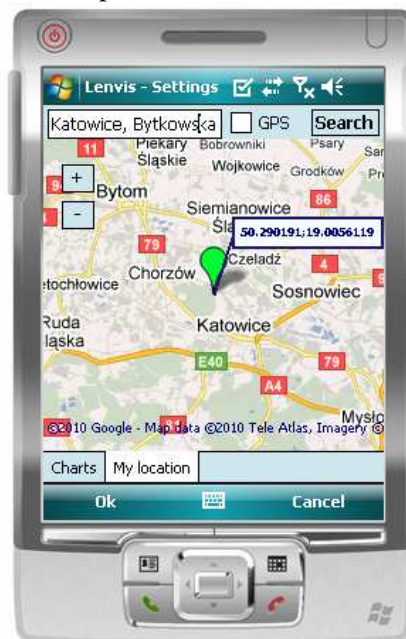 Lenvis - Settings
Katowice, Bytkowska
GPS
Search
11
Piekary
Śląskie
Bobrowniki
Psary
Wojkowice
Grodków
+
-
Bytom
86
Siemianowice
50.290191;19.0056119
79
Czeladź
4
Chorzów
Sosnowiec
Ruda
Katowice
E40
79
A4
©2010 Google - Map data ©2010 Tele Atlas, Imagery ©
Charts
My location
Ok
Cancel